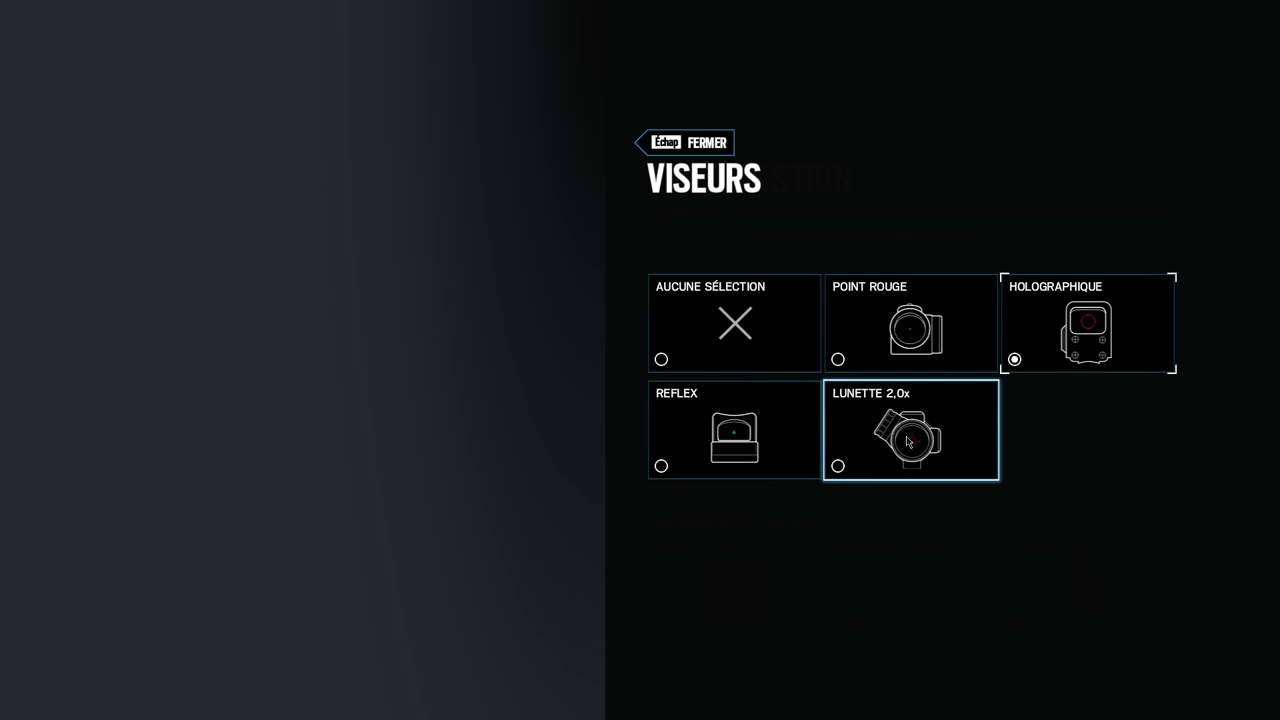 Échap FERMER
VISEURS
AUCUNE SÉLECTION
POINT ROUGE
HOLOGRAPHIQUE
REFLEX
LUNETTE 2,0x